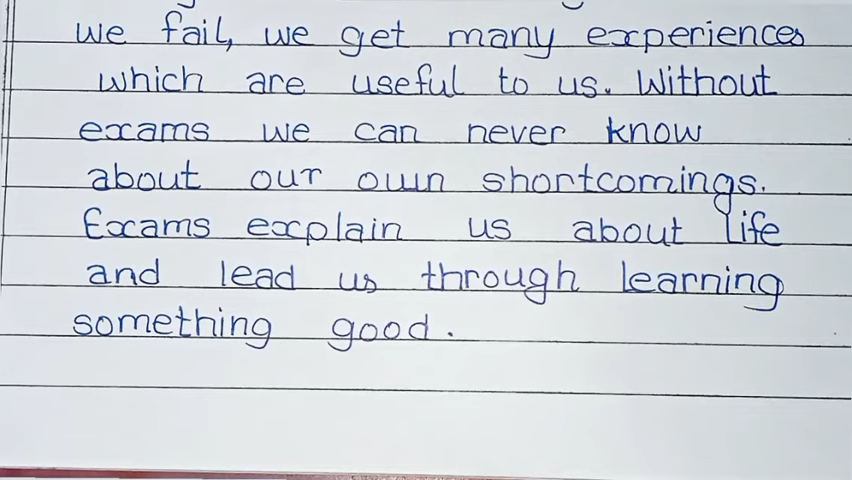 we fail, we get many experiences
which are useful to us. Without
exams we can never know
about our own shortcomings.
Exams explain us about life
and lead us through learning
something good.